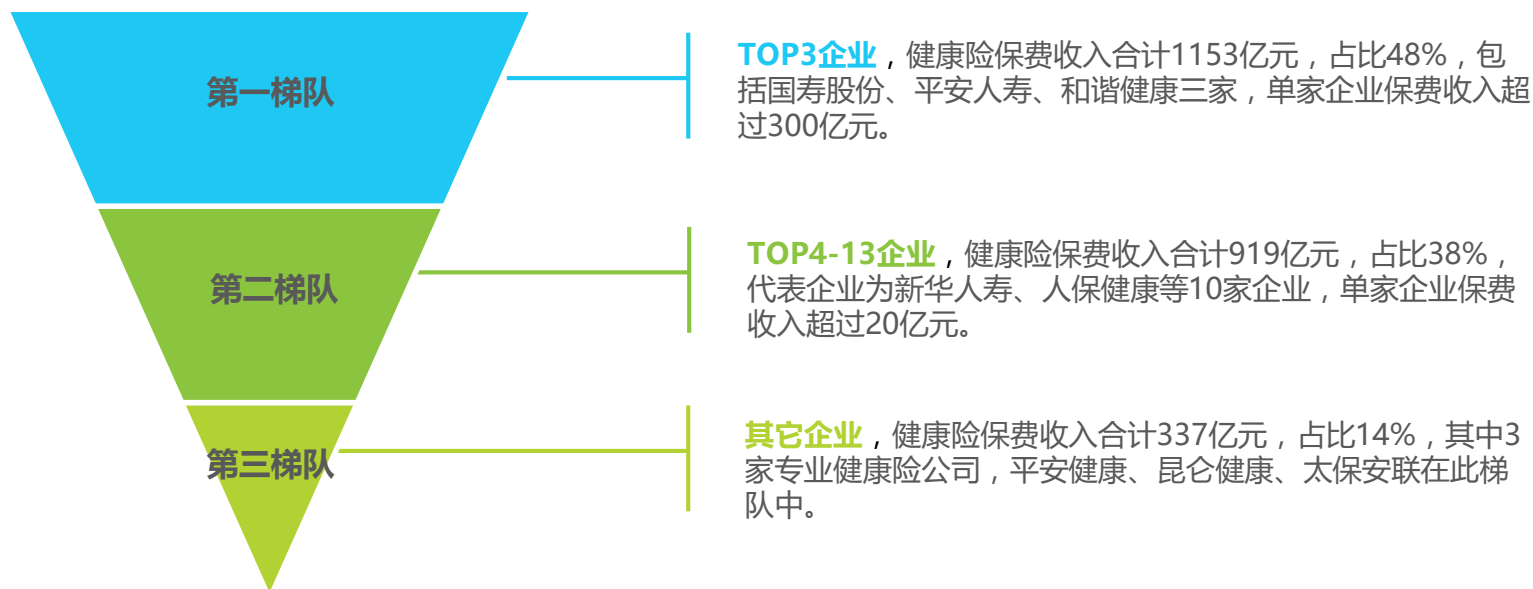 第一梯队
TOP3企业，健康险保费收入合计1153亿元，占比48%，包
括国寿股份、平安人寿、和谐健康三家，单家企业保费收入超
过300亿元。
第二梯队
TOP4-13企业，健康险保费收入合计919亿元，占比38%，
代表企业为新华人寿、人保健康等10家企业，单家企业保费
收入超过20亿元。
第三梯队
其它企业，健康险保费收入合计337亿元，占比14%，其中3
家专业健康险公司，平安健康、昆仑健康、太保安联在此梯
队中。